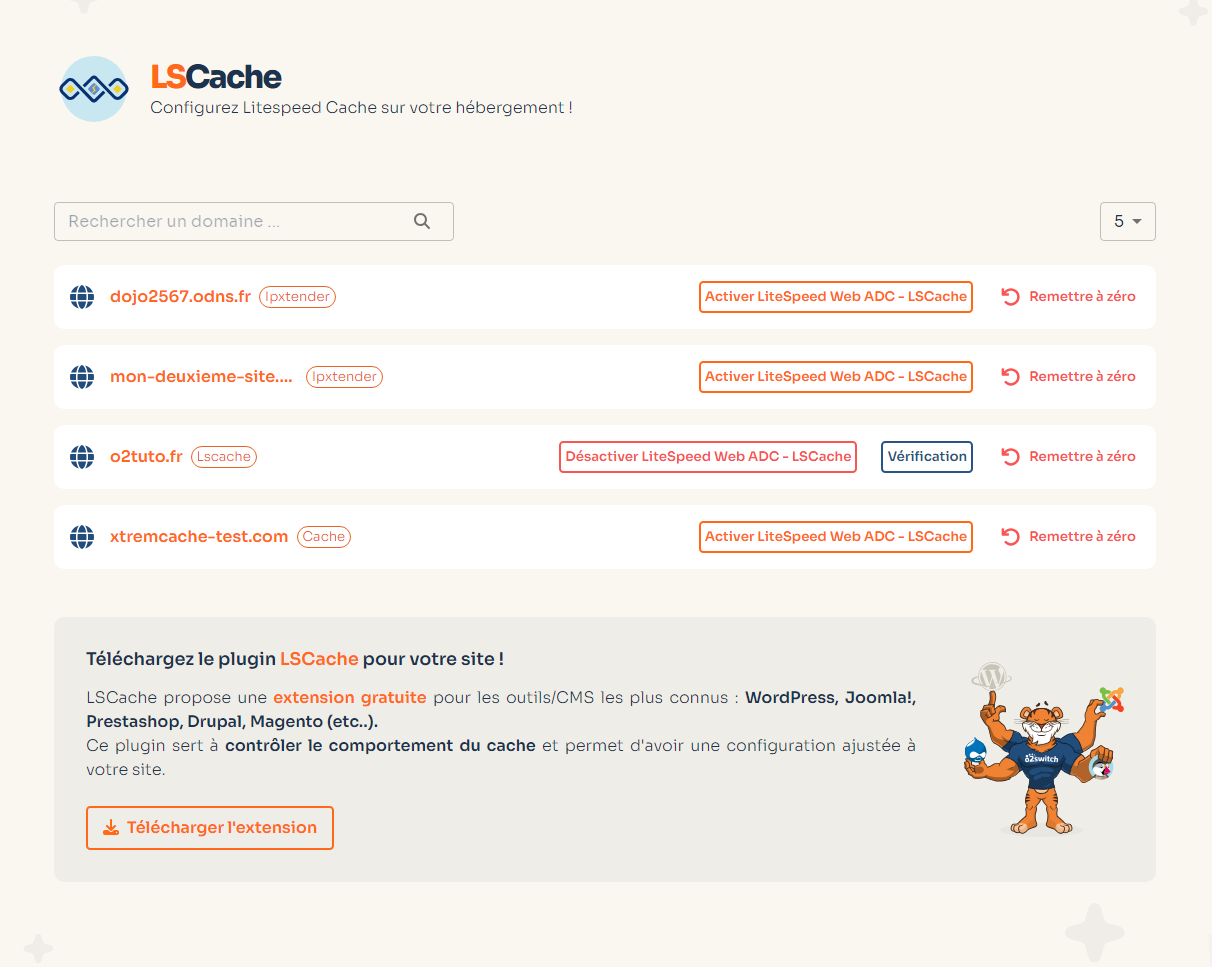 LSCache
Configurez Litespeed Cache sur votre hébergement !
Rechercher un domaine ...
5
dojo2567.odns.fr Ipxtender Activer LiteSpeed Web ADC - LSCache Remettre à zéro
mon-deuxieme-site.... Ipxtender Activer LiteSpeed Web ADC - LSCache Remettre à zéro
o2tuto.fr Lscache Désactiver LiteSpeed Web ADC - LSCache Vérification Remettre à zéro
xtremcache-test.com Cache Activer LiteSpeed Web ADC - LSCache Remettre à zéro
Téléchargez le plugin LSCache pour votre site !
LSCache propose une extension gratuite pour les outils/CMS les plus connus : WordPress, Joomla!,
Prestashop, Drupal, Magento (etc..).
Ce plugin sert à contrôler le comportement du cache et permet d'avoir une configuration ajustée à
votre site.
Télécharger l'extension
o2switch